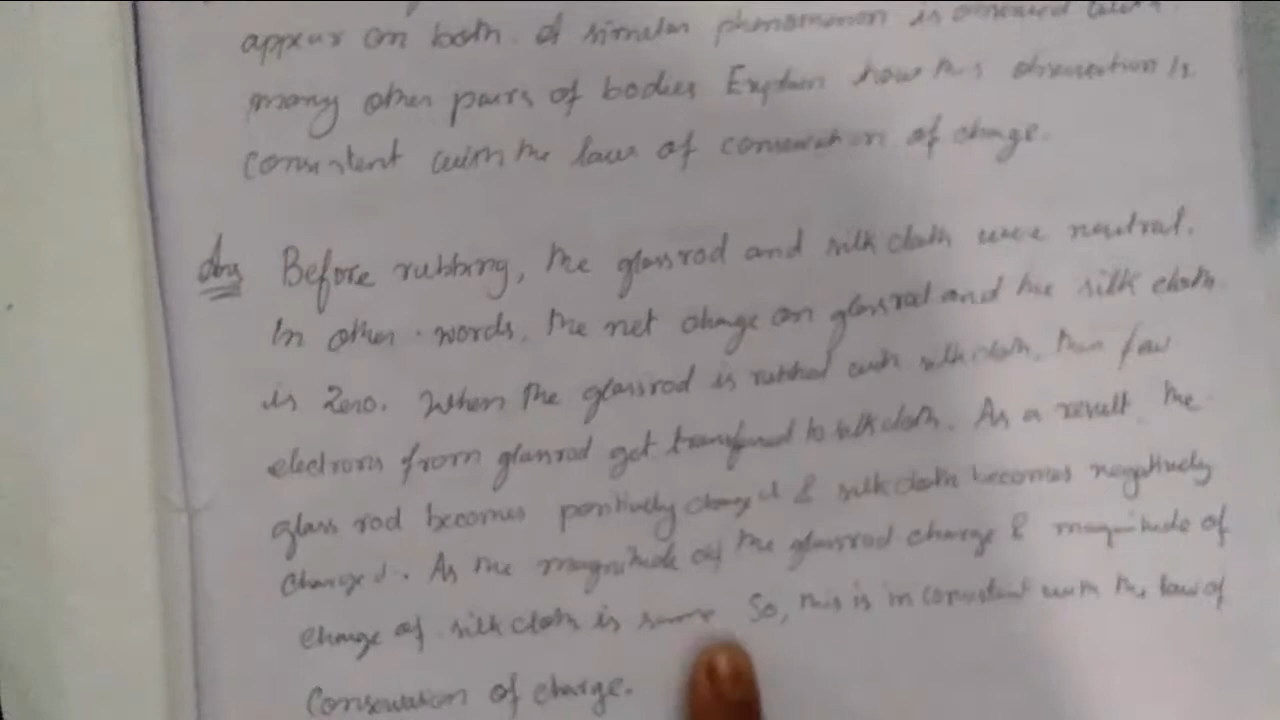 appear on both. A similar phenomenon is observed with
many other pairs of bodies Explain how this observation is
consistent with the law of conservation of charge.
Ans Before rubbing, the glassrod and silk cloth were neutral.
In other words, the net charge on glassrod and the silk cloth
is Zero. When the glassrod is rubbed with silk cloth, then few
electrons from glassrod get transferred to silk cloth. As a result the
glass rod becomes positively charged & silk cloth becomes negatively
charged. As the magnitude of the glassrod charge & magnitude of
charge of silk cloth is same So, this is in consistent with the law of
Conservation of charge.